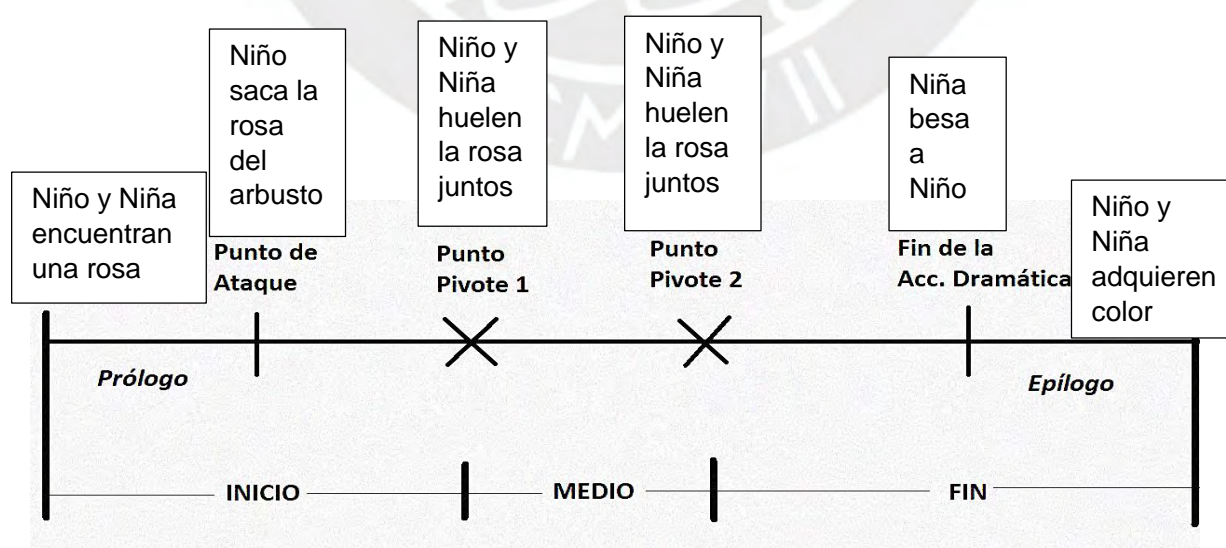 Niño y Niña
encuentran
una rosa
Niño
saca la
rosa
del
arbusto
Punto de
Ataque
Niño y
Niña
huelen
la rosa
juntos
Punto
Pivote 1
Niño y
Niña
huelen
la rosa
juntos
Punto
Pivote 2
Niña
besa
a
Niño
Fin de la
Acc. Dramática
Niño y
Niña
adquieren
color
Prólogo
Epílogo
INICIO
MEDIO
FIN